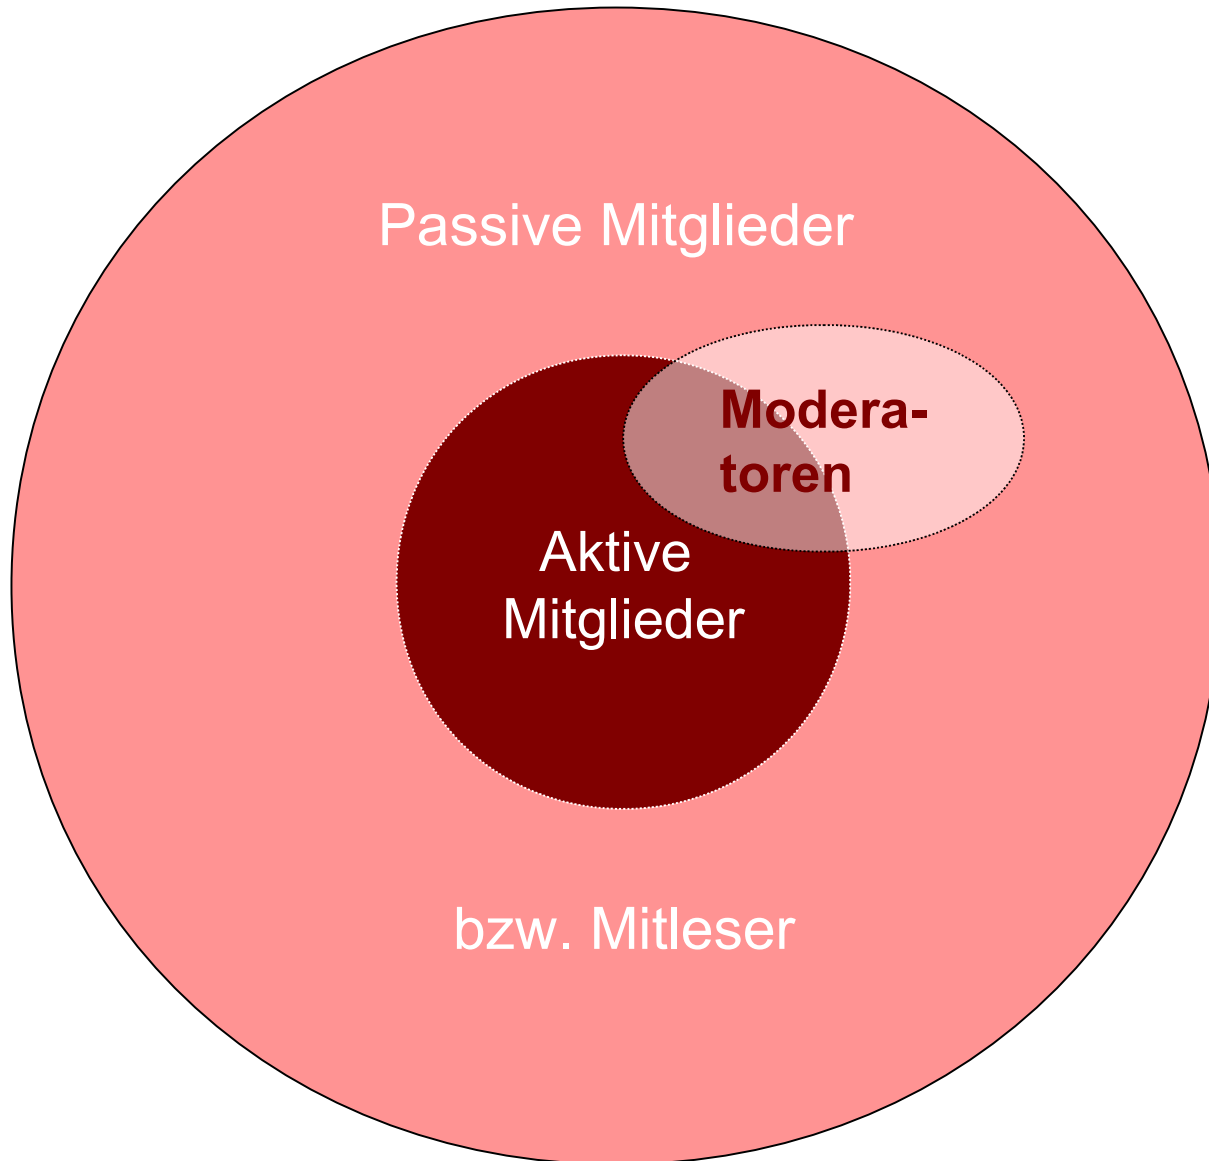 Passive Mitglieder
Modera-
toren
Aktive
Mitglieder
bzw. Mitleser